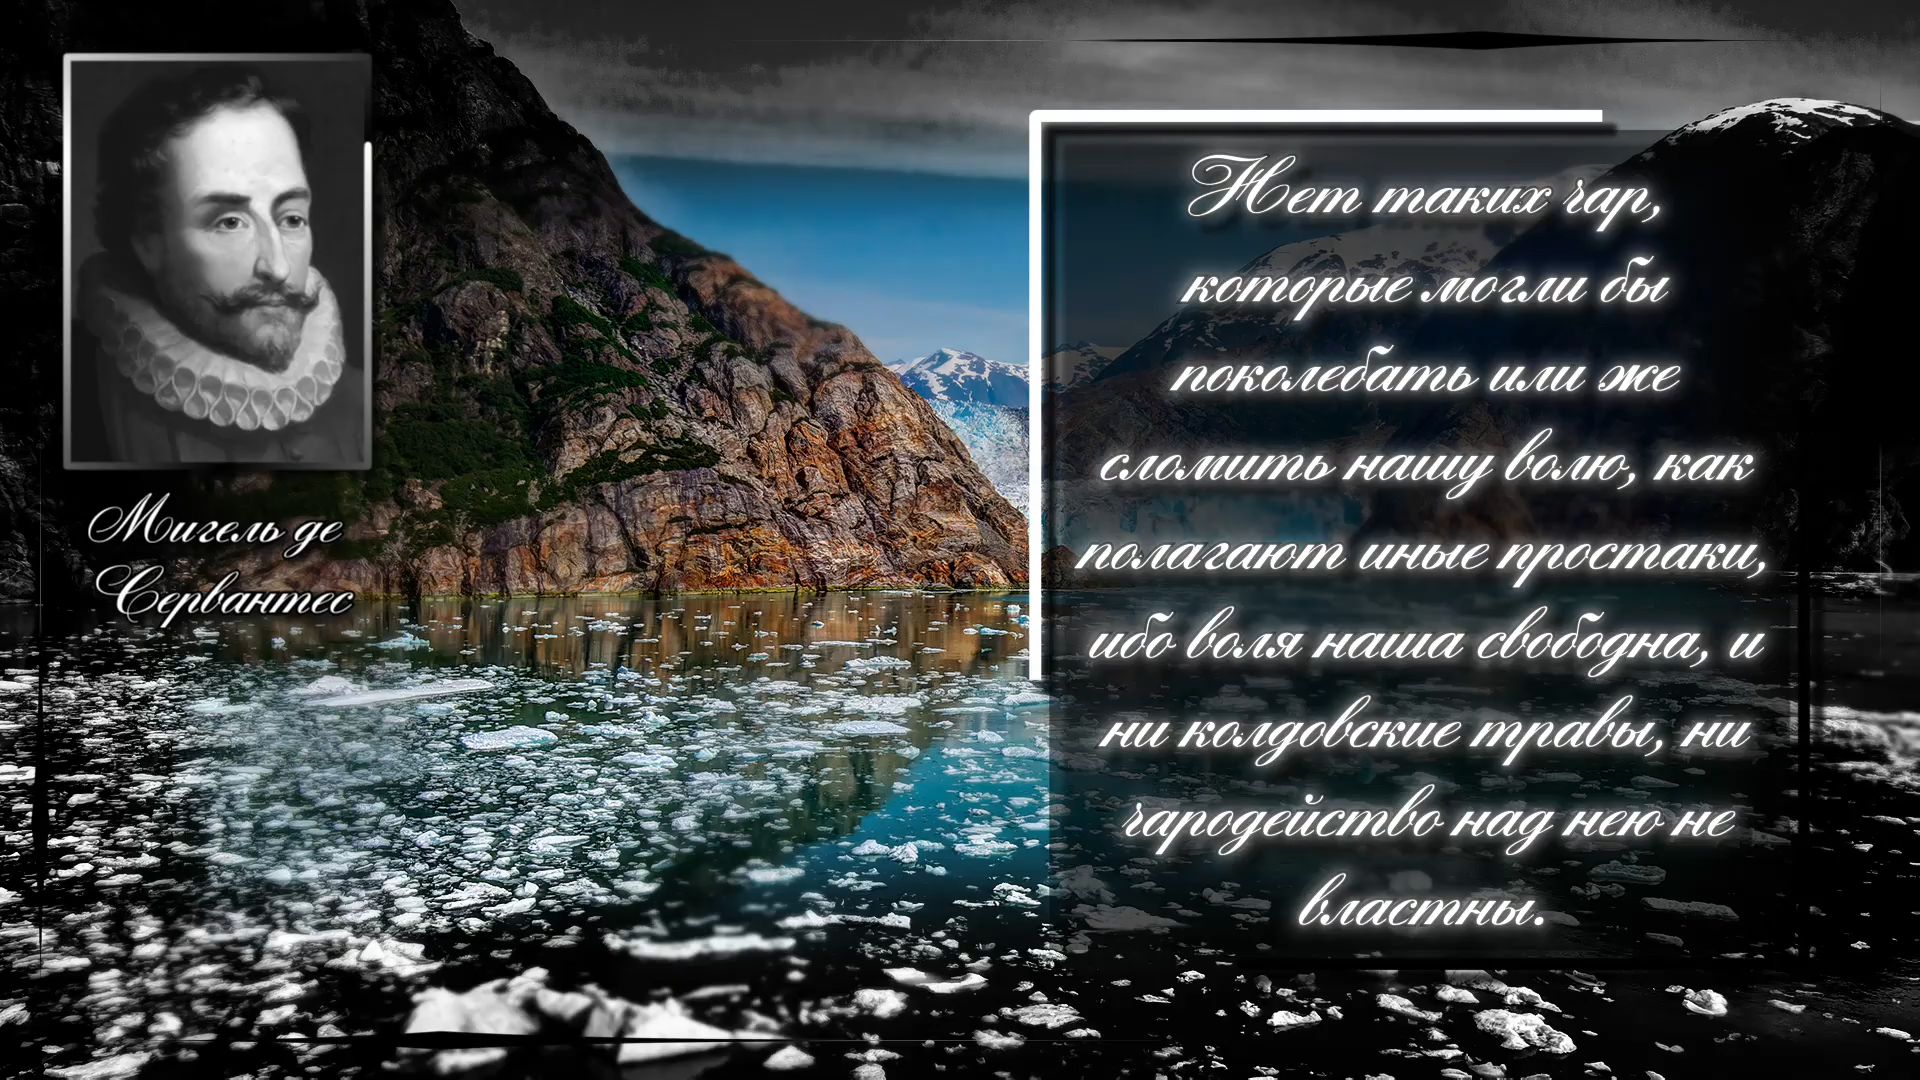 Мигель де
Сервантес
Нет таких чар,
которые могли бы
поколебать или же
сломить нашу волю, как
полагают иные простаки,
ибо воля наша свободна, и
ни колдовские травы, ни
чародейство над нею не
властны.